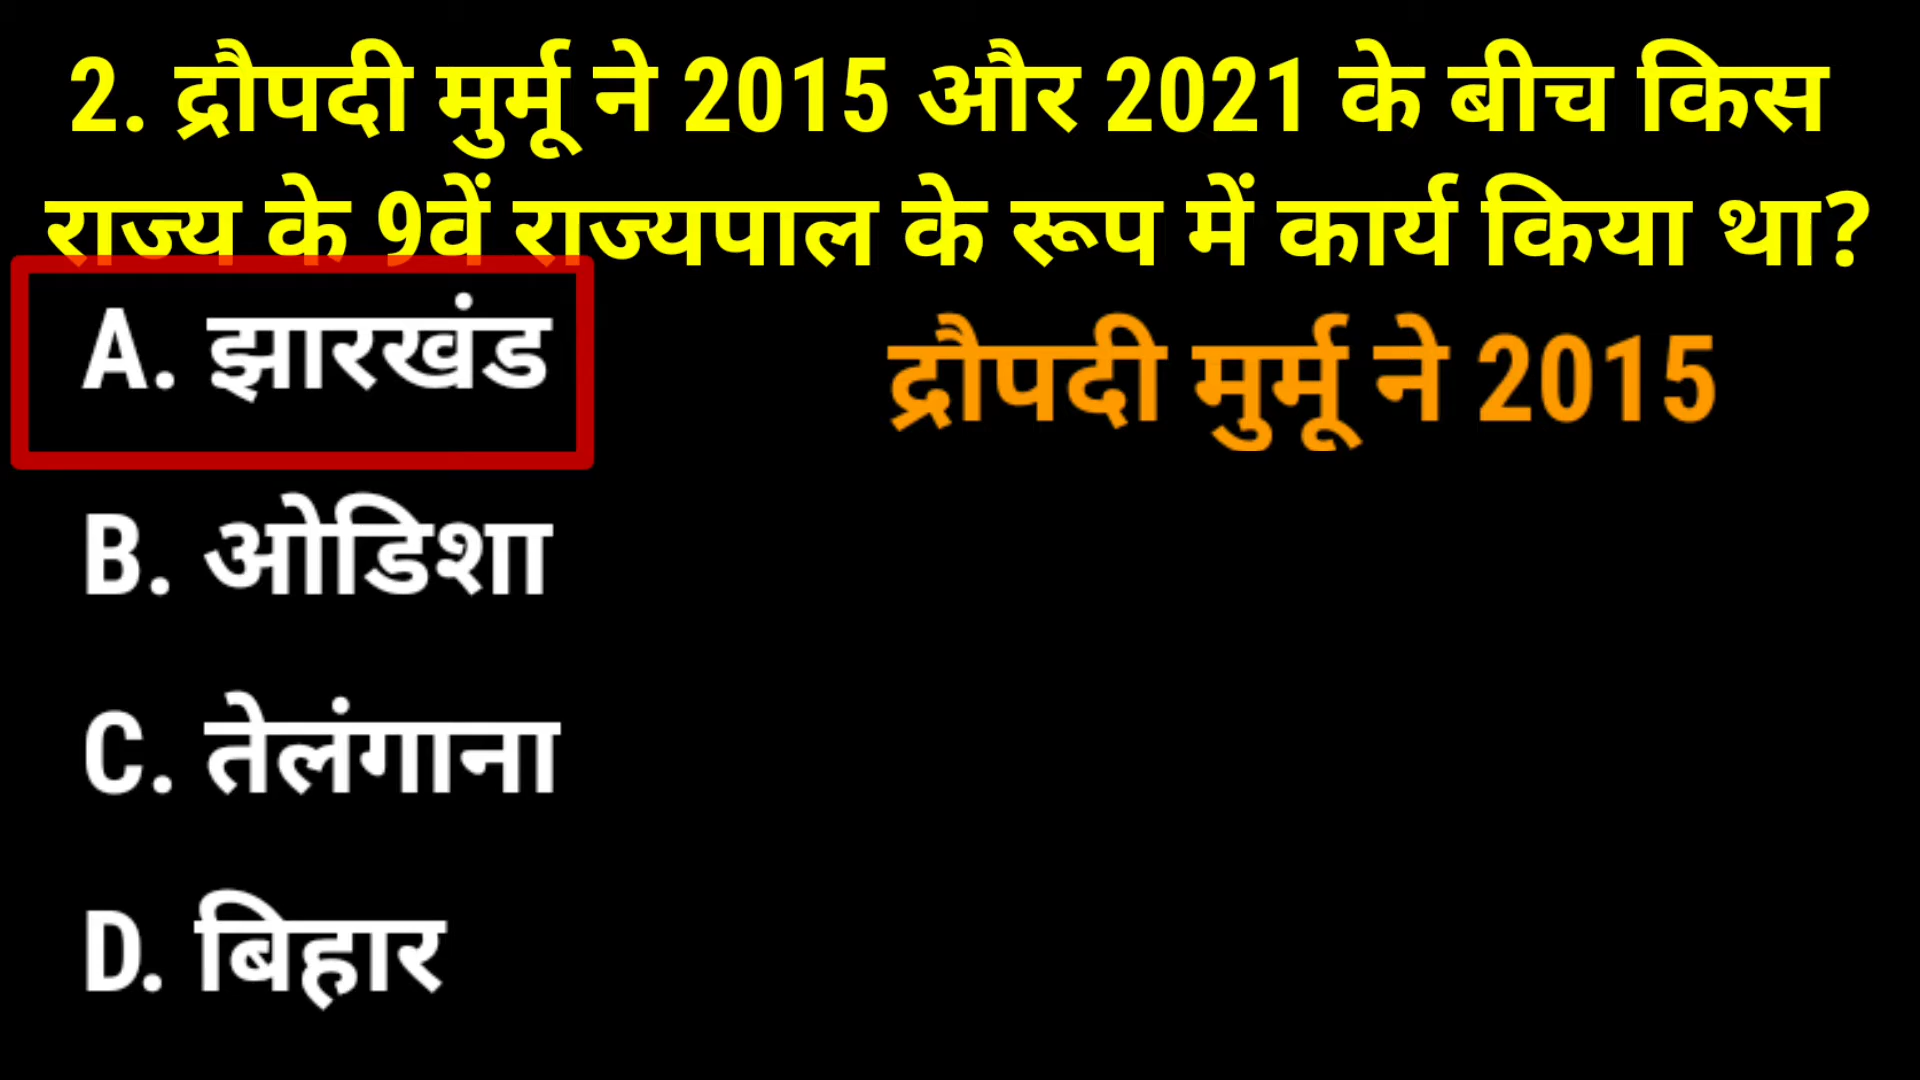 2. द्रौपदी मुर्मू ने 2015 और 2021 के बीच किस
राज्य के 9वें राज्यपाल के रूप में कार्य किया था?
A. झारखंड
द्रौपदी मुर्मू ने 2015
B. ओडिशा
C. तेलंगाना
D. बिहार